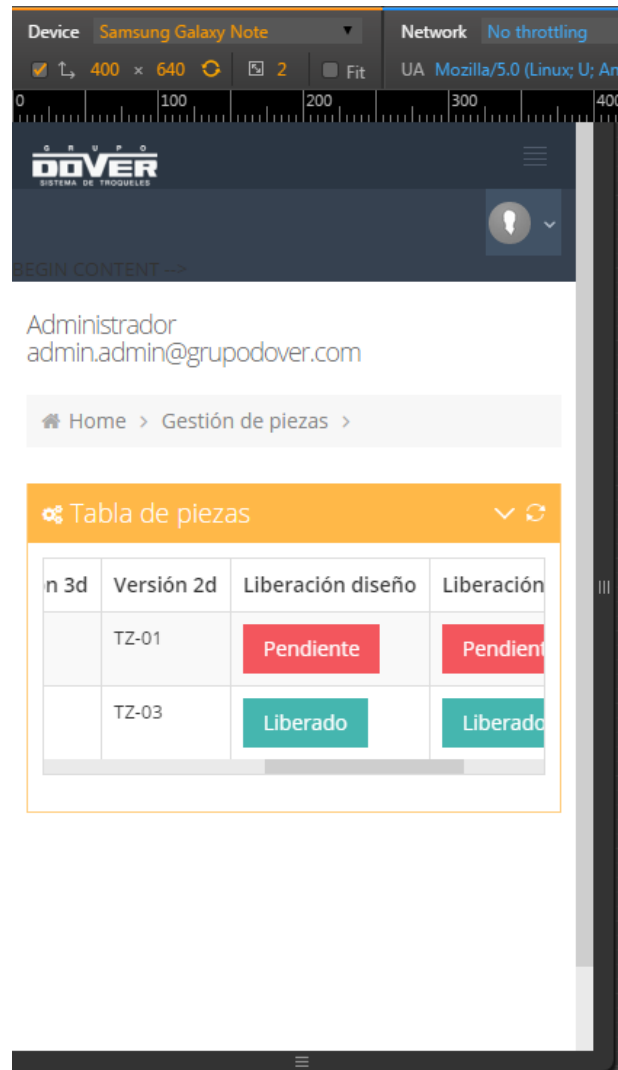 Device Samsung Galaxy Note Network No throttling
400 × 640 2 Fit UA Mozilla/5.0 (Linux; U; An
0 100 200 300 400
GRUPO
DOVER
SISTEMA DE TROQUELES
BEGIN CONTENT -->
Administrador
admin.admin@grupodover.com
Home > Gestión de piezas >
Tabla de piezas
n 3d Versión 2d Liberación diseño Liberación
TZ-01 Pendiente Pendient
TZ-03 Liberado Liberado